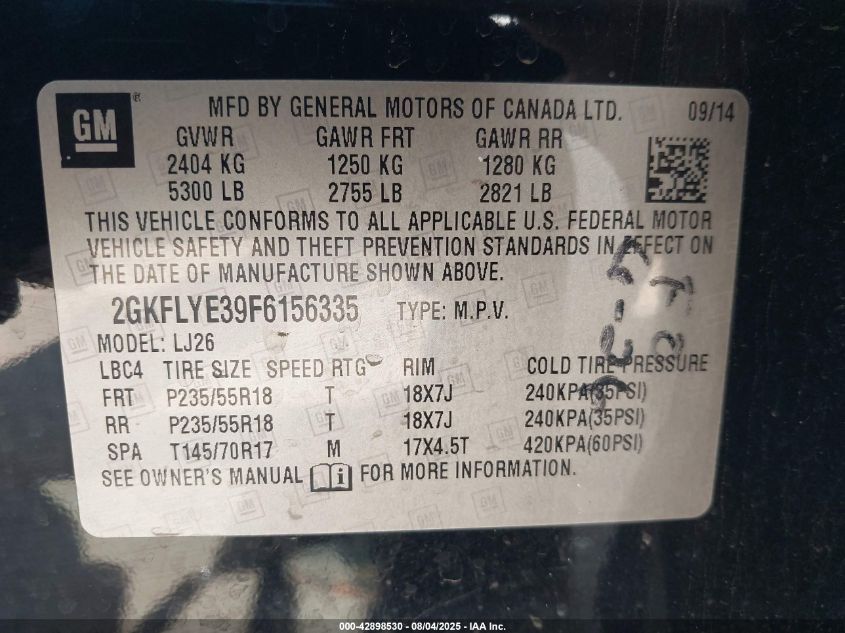 GM ®
MFD BY GENERAL MOTORS OF CANADA LTD. 09/14
GVWR GAWR FRT GAWR RR
2404 KG 1250 KG 1280 KG
5300 LB 2755 LB 2821 LB
THIS VEHICLE CONFORMS TO ALL APPLICABLE U.S. FEDERAL MOTOR
VEHICLE SAFETY AND THEFT PREVENTION STANDARDS IN EFFECT ON
THE DATE OF MANUFACTURE SHOWN ABOVE.
2GKFLYE39F6156335 TYPE: M.P.V.
MODEL: LJ26
LBC4 TIRE SIZE SPEED RTG RIM COLD TIRE PRESSURE
FRT P235/55R18 T 18X7J 240KPA(35PSI)
RR P235/55R18 T 18X7J 240KPA(35PSI)
SPA T145/70R17 M 17X4.5T 420KPA(60PSI)
SEE OWNER'S MANUAL i FOR MORE INFORMATION.
000-42898530 - 08/04/2025 - IAA Inc.